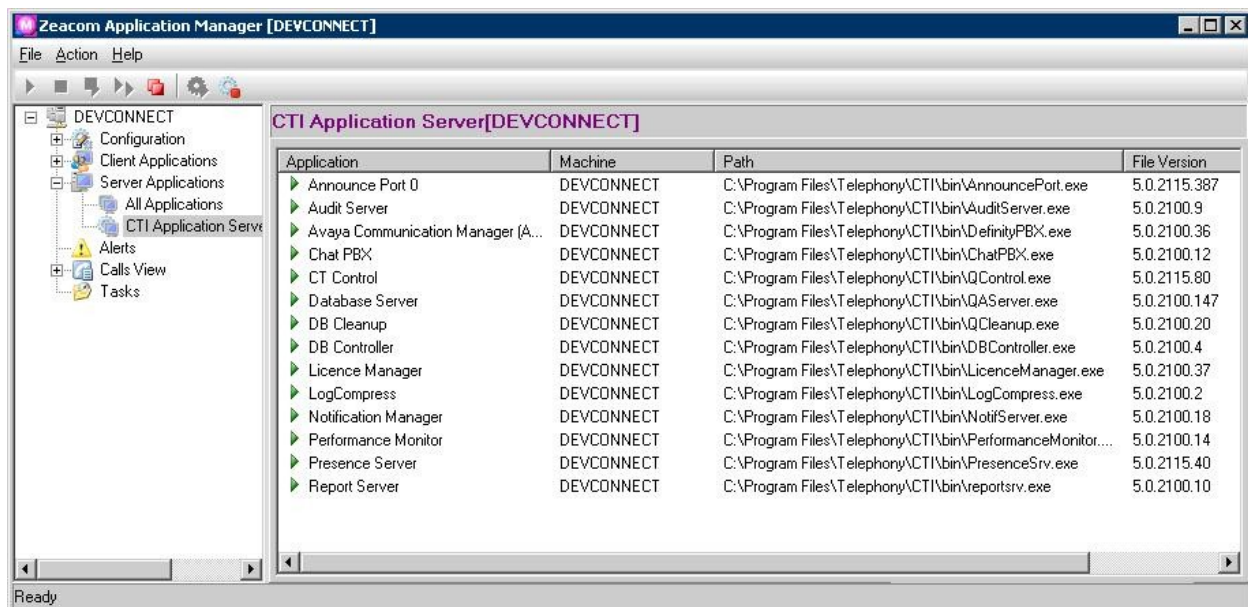 Zeacom Application Manager [DEVCONNECT]
File Action Help
DEVCONNECT
Configuration
Client Applications
Server Applications
All Applications
CTI Application Serve
Alerts
Calls View
Tasks
CTI Application Server[DEVCONNECT]
Application Machine Path File Version
Announce Port 0 DEVCONNECT C:\Program Files\Telephony\CTI\bin\AnnouncePort.exe 5.0.2115.387
Audit Server DEVCONNECT C:\Program Files\Telephony\CTI\bin\AuditServer.exe 5.0.2100.9
Avaya Communication Manager (A... DEVCONNECT C:\Program Files\Telephony\CTI\bin\DefinityPBX.exe 5.0.2100.36
Chat PBX DEVCONNECT C:\Program Files\Telephony\CTI\bin\ChatPBX.exe 5.0.2100.12
CT Control DEVCONNECT C:\Program Files\Telephony\CTI\bin\QControl.exe 5.0.2115.80
Database Server DEVCONNECT C:\Program Files\Telephony\CTI\bin\QAServer.exe 5.0.2100.147
DB Cleanup DEVCONNECT C:\Program Files\Telephony\CTI\bin\QCleanup.exe 5.0.2100.20
DB Controller DEVCONNECT C:\Program Files\Telephony\CTI\bin\DBController.exe 5.0.2100.4
Licence Manager DEVCONNECT C:\Program Files\Telephony\CTI\bin\LicenceManager.exe 5.0.2100.37
LogCompress DEVCONNECT C:\Program Files\Telephony\CTI\bin\LogCompress.exe 5.0.2100.2
Notification Manager DEVCONNECT C:\Program Files\Telephony\CTI\bin\NotifServer.exe 5.0.2100.18
Performance Monitor DEVCONNECT C:\Program Files\Telephony\CTI\bin\PerformanceMonitor.... 5.0.2100.14
Presence Server DEVCONNECT C:\Program Files\Telephony\CTI\bin\PresenceSrv.exe 5.0.2115.40
Report Server DEVCONNECT C:\Program Files\Telephony\CTI\bin\reportsrv.exe 5.0.2100.10
Ready